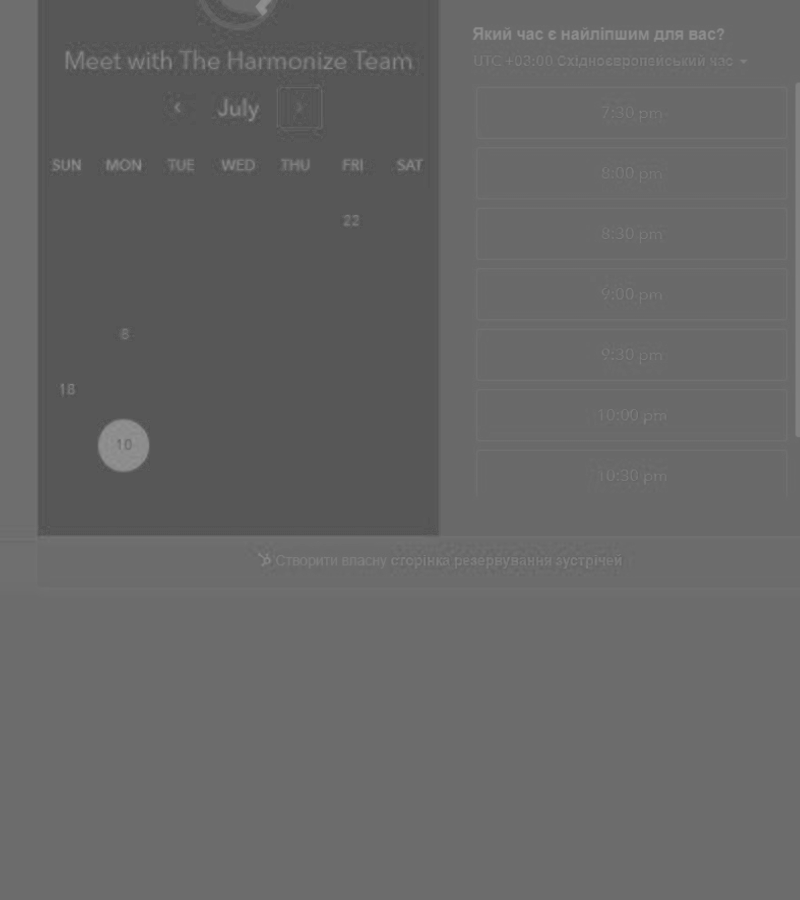 Meet with The Harmonize Team
July
SUN MON TUE WED THU FRI SAT
22
18
10
Який час є найліпшим для вас?
UTC +03:00 Східноєвропейський час
7:30 pm
8:00 pm
8:30 pm
9:00 pm
9:30 pm
10:00 pm
10:30 pm
Створити власну сторінка резервування зустрічей